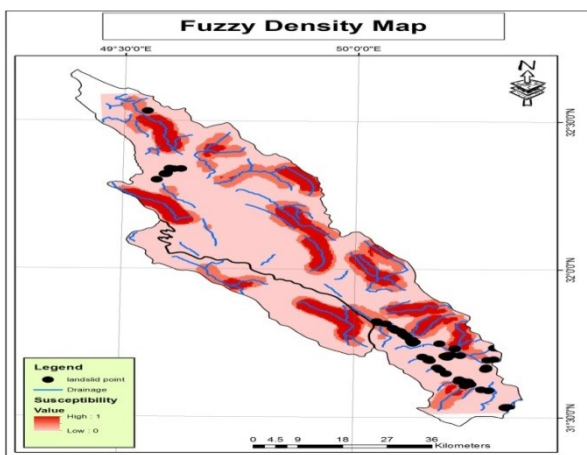 Fuzzy Density Map
49°30'0"E
50°0'0"E
N
32°30'0"N
32°0'0"N
31°30'0"N
Legend
landslid point
Drainage
Susceptibility
Value
High : 1
Low : 0
0 4.5 9 18 27 36
Kilometers